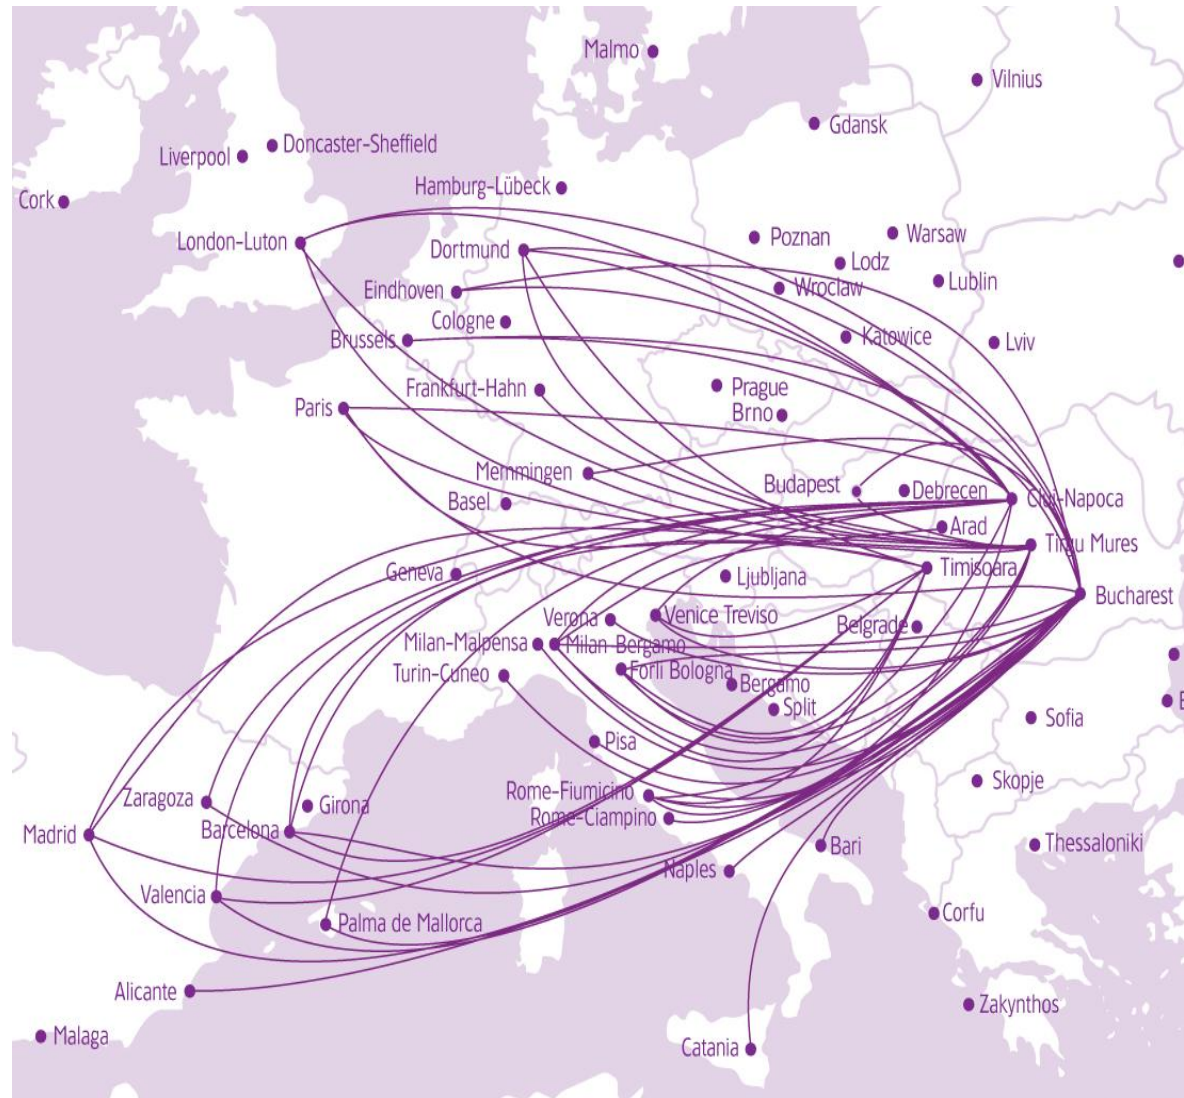 Malmo
Vilnius
Gdansk
Doncaster-Sheffield
Liverpool
Hamburg-Lübeck
Cork
London-Luton
Dortmund
Poznan
Warsaw
Lodz
Lublin
Eindhoven
Wroclaw
Cologne
Brussels
Katowice
Lviv
Frankfurt-Hahn
Prague
Paris
Brno
Memmingen
Budapest
Debrecen
Cluj-Napoca
Basel
Arad
Tirgu Mures
Geneva
Ljubljana
Timisoara
Bucharest
Verona
Venice Treviso
Belgrade
Milan-Malpensa
Milan-Bergamo
Turin-Cuneo
Forli Bologna
Bergamo
Split
Sofia
Pisa
Skopje
Rome-Fiumicino
Zaragoza
Girona
Rome-Ciampino
Madrid
Barcelona
Bari
Thessaloniki
Naples
Valencia
Palma de Mallorca
Corfu
Alicante
Zakynthos
Malaga
Catania